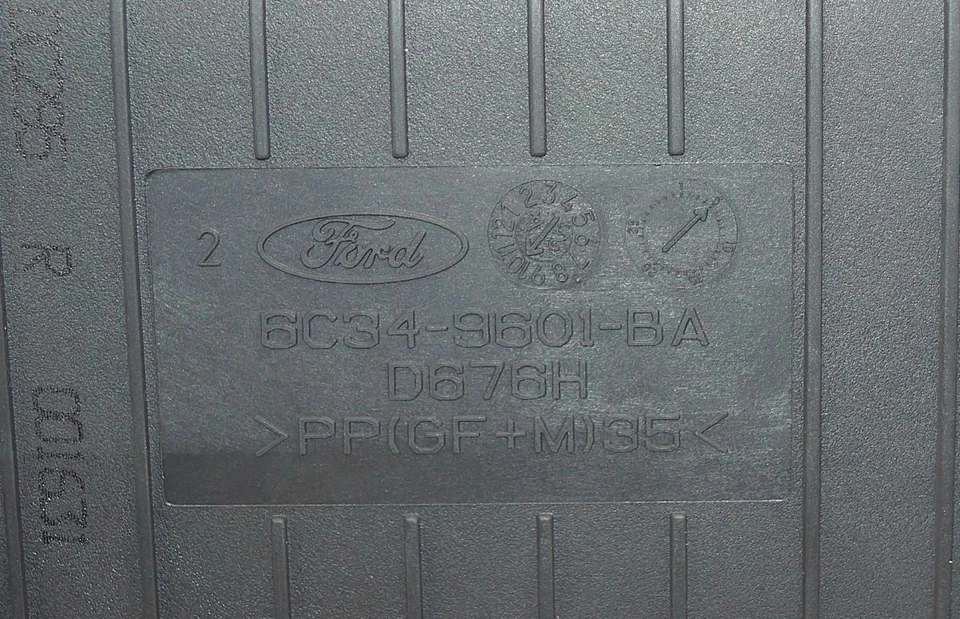 2 Ford
6C34-9601-BA
D676H
>PP(GF+M)35<
R